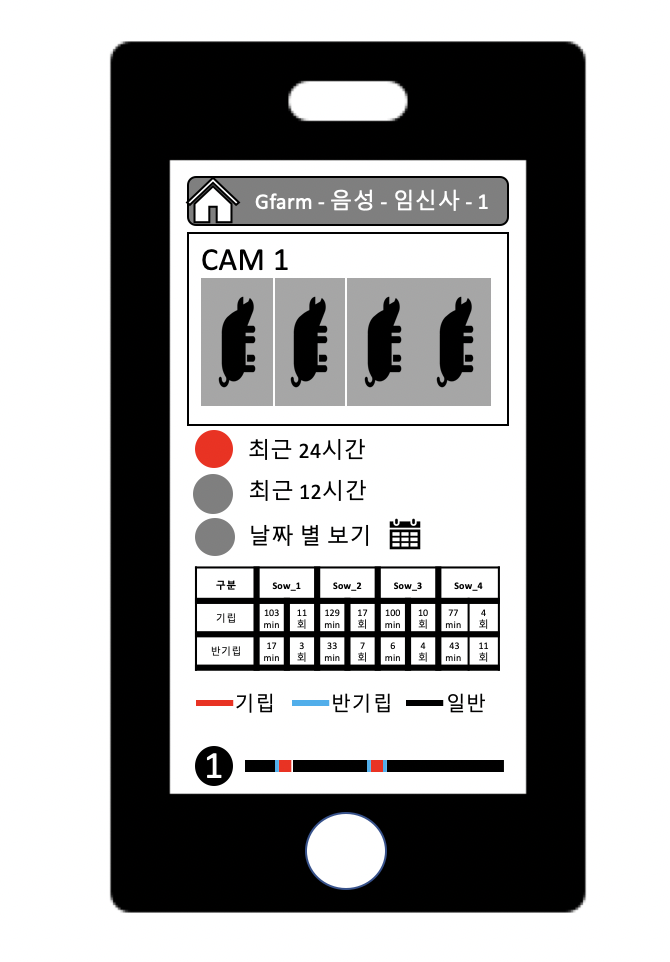 Gfarm - 음성 - 임신사 - 1
CAM 1
최근 24시간
최근 12시간
날짜 별 보기
구분 Sow_1 Sow_2 Sow_3 Sow_4
기립 103 min 11 회 129 min 17 회 100 min 10 회 77 min 4 회
반기립 17 min 3 회 33 min 7 회 6 min 4 회 43 min 11 회
기립 반기립 일반
1